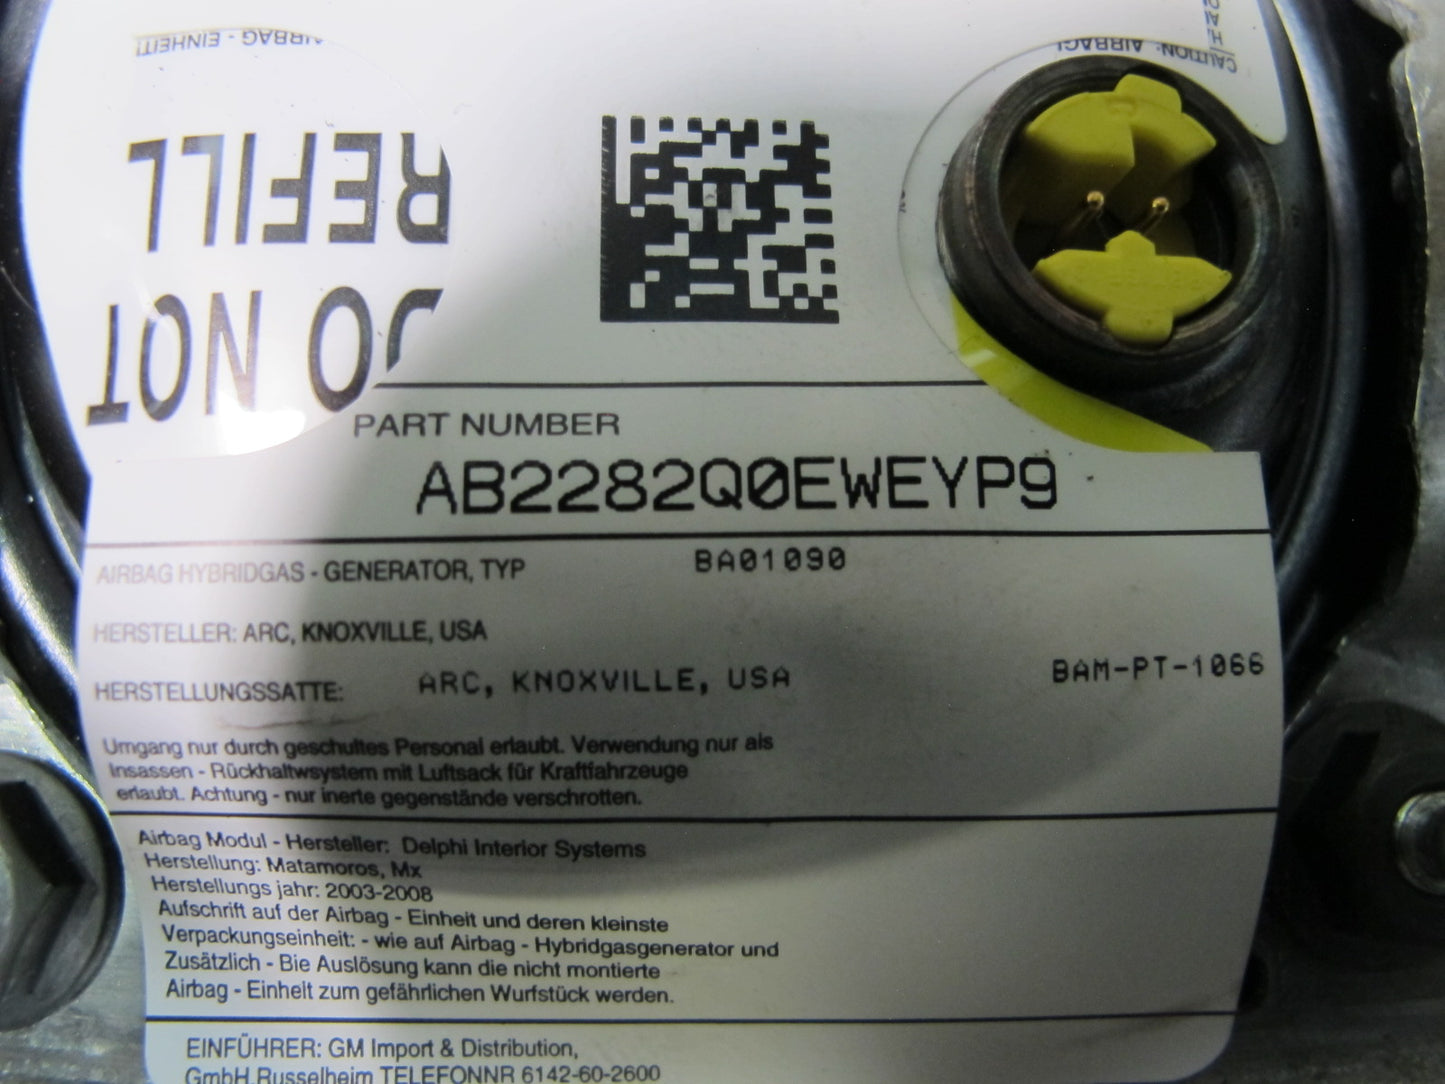 AIRBAG - EINHEIT!
CAUTION: AIRBAG
DO NOT
REFILL
PART NUMBER
AB2282Q0EWEYP9
AIRBAG HYBRIDGAS - GENERATOR, TYP BA01090
HERSTELLER: ARC, KNOXVILLE, USA
HERSTELLUNGSSATTE: ARC, KNOXVILLE, USA BAM-PT-1066
Umgang nur durch geschultes Personal erlaubt. Verwendung nur als
Insassen - Rückhaltwsystem mit Luftsack für Kraftfahrzeuge
erlaubt. Achtung - nur inerte gegenstände verschrotten.
Airbag Modul - Hersteller: Delphi Interior Systems
Herstellung: Matamoros, Mx
Herstellungs jahr: 2003-2008
Aufschrift auf der Airbag - Einheit und deren kleinste
Verpackungseinheit: - wie auf Airbag - Hybridgasgenerator und
Zusätzlich - Bie Auslösung kann die nicht montierte
Airbag - Einheit zum gefährlichen Wurfstück werden.
EINFÜHRER: GM Import & Distribution,
GmbH, Russelheim TELEFONNR 6142-60-2600